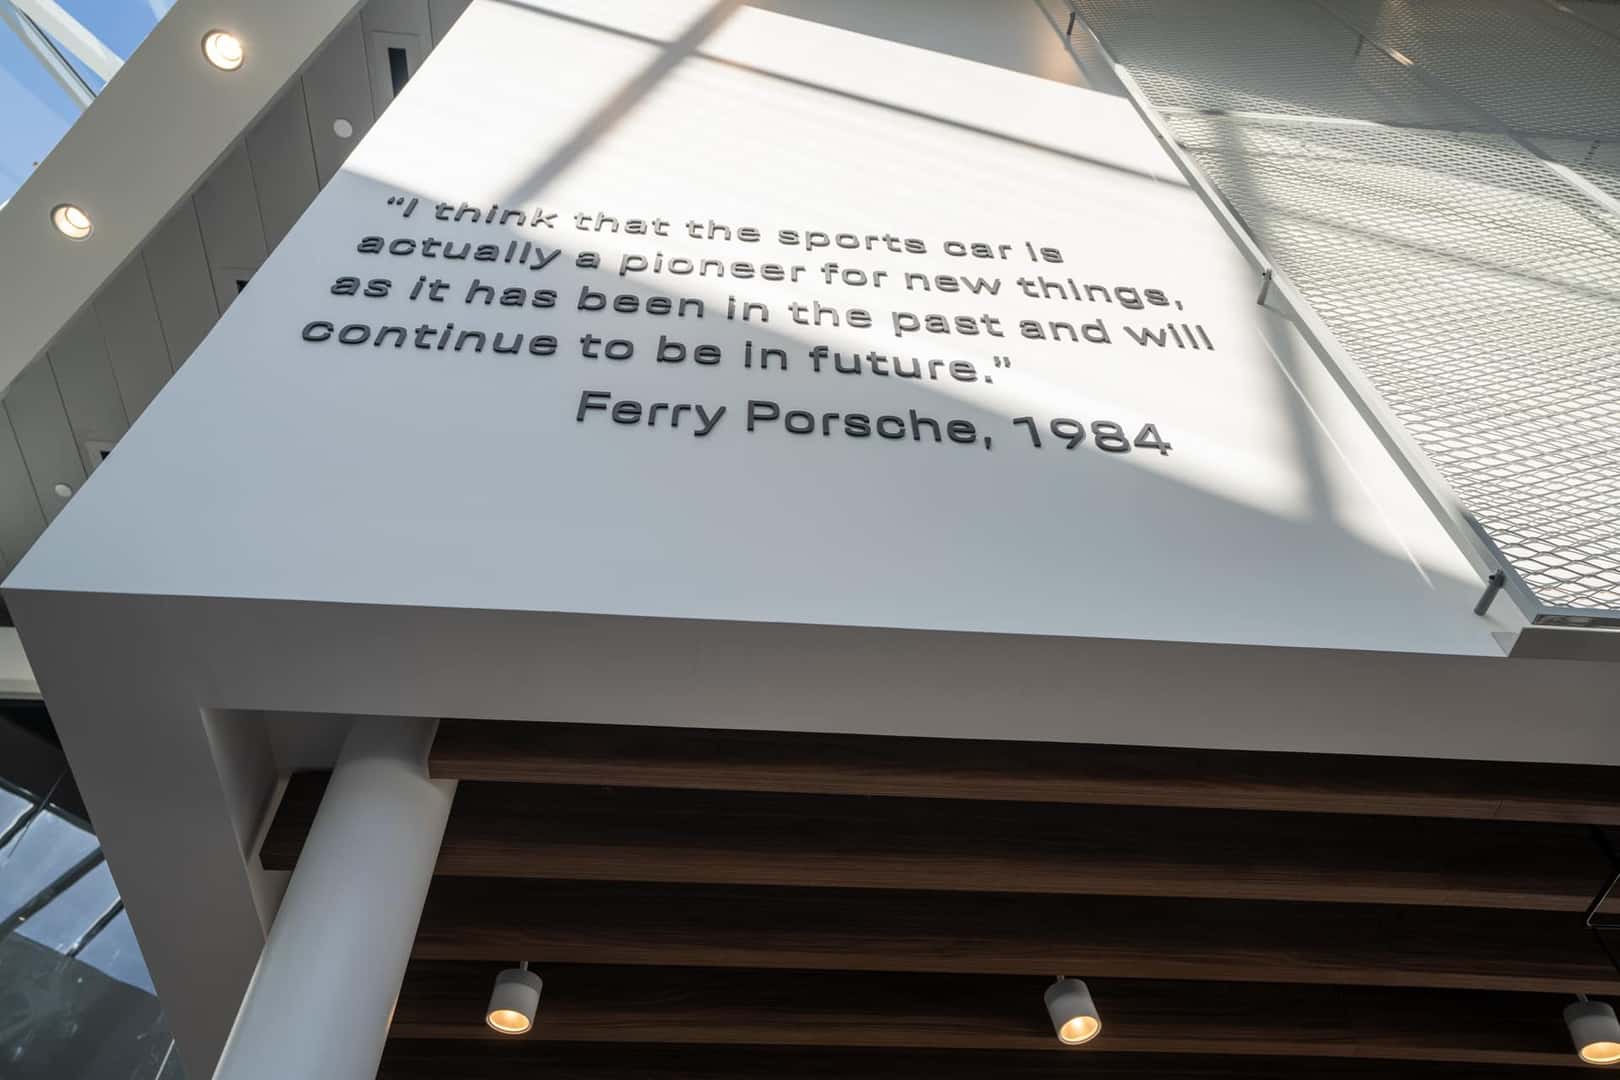 “I think that the sports car is
actually a pioneer for new things,
as it has been in the past and will
continue to be in future.”
Ferry Porsche, 1984